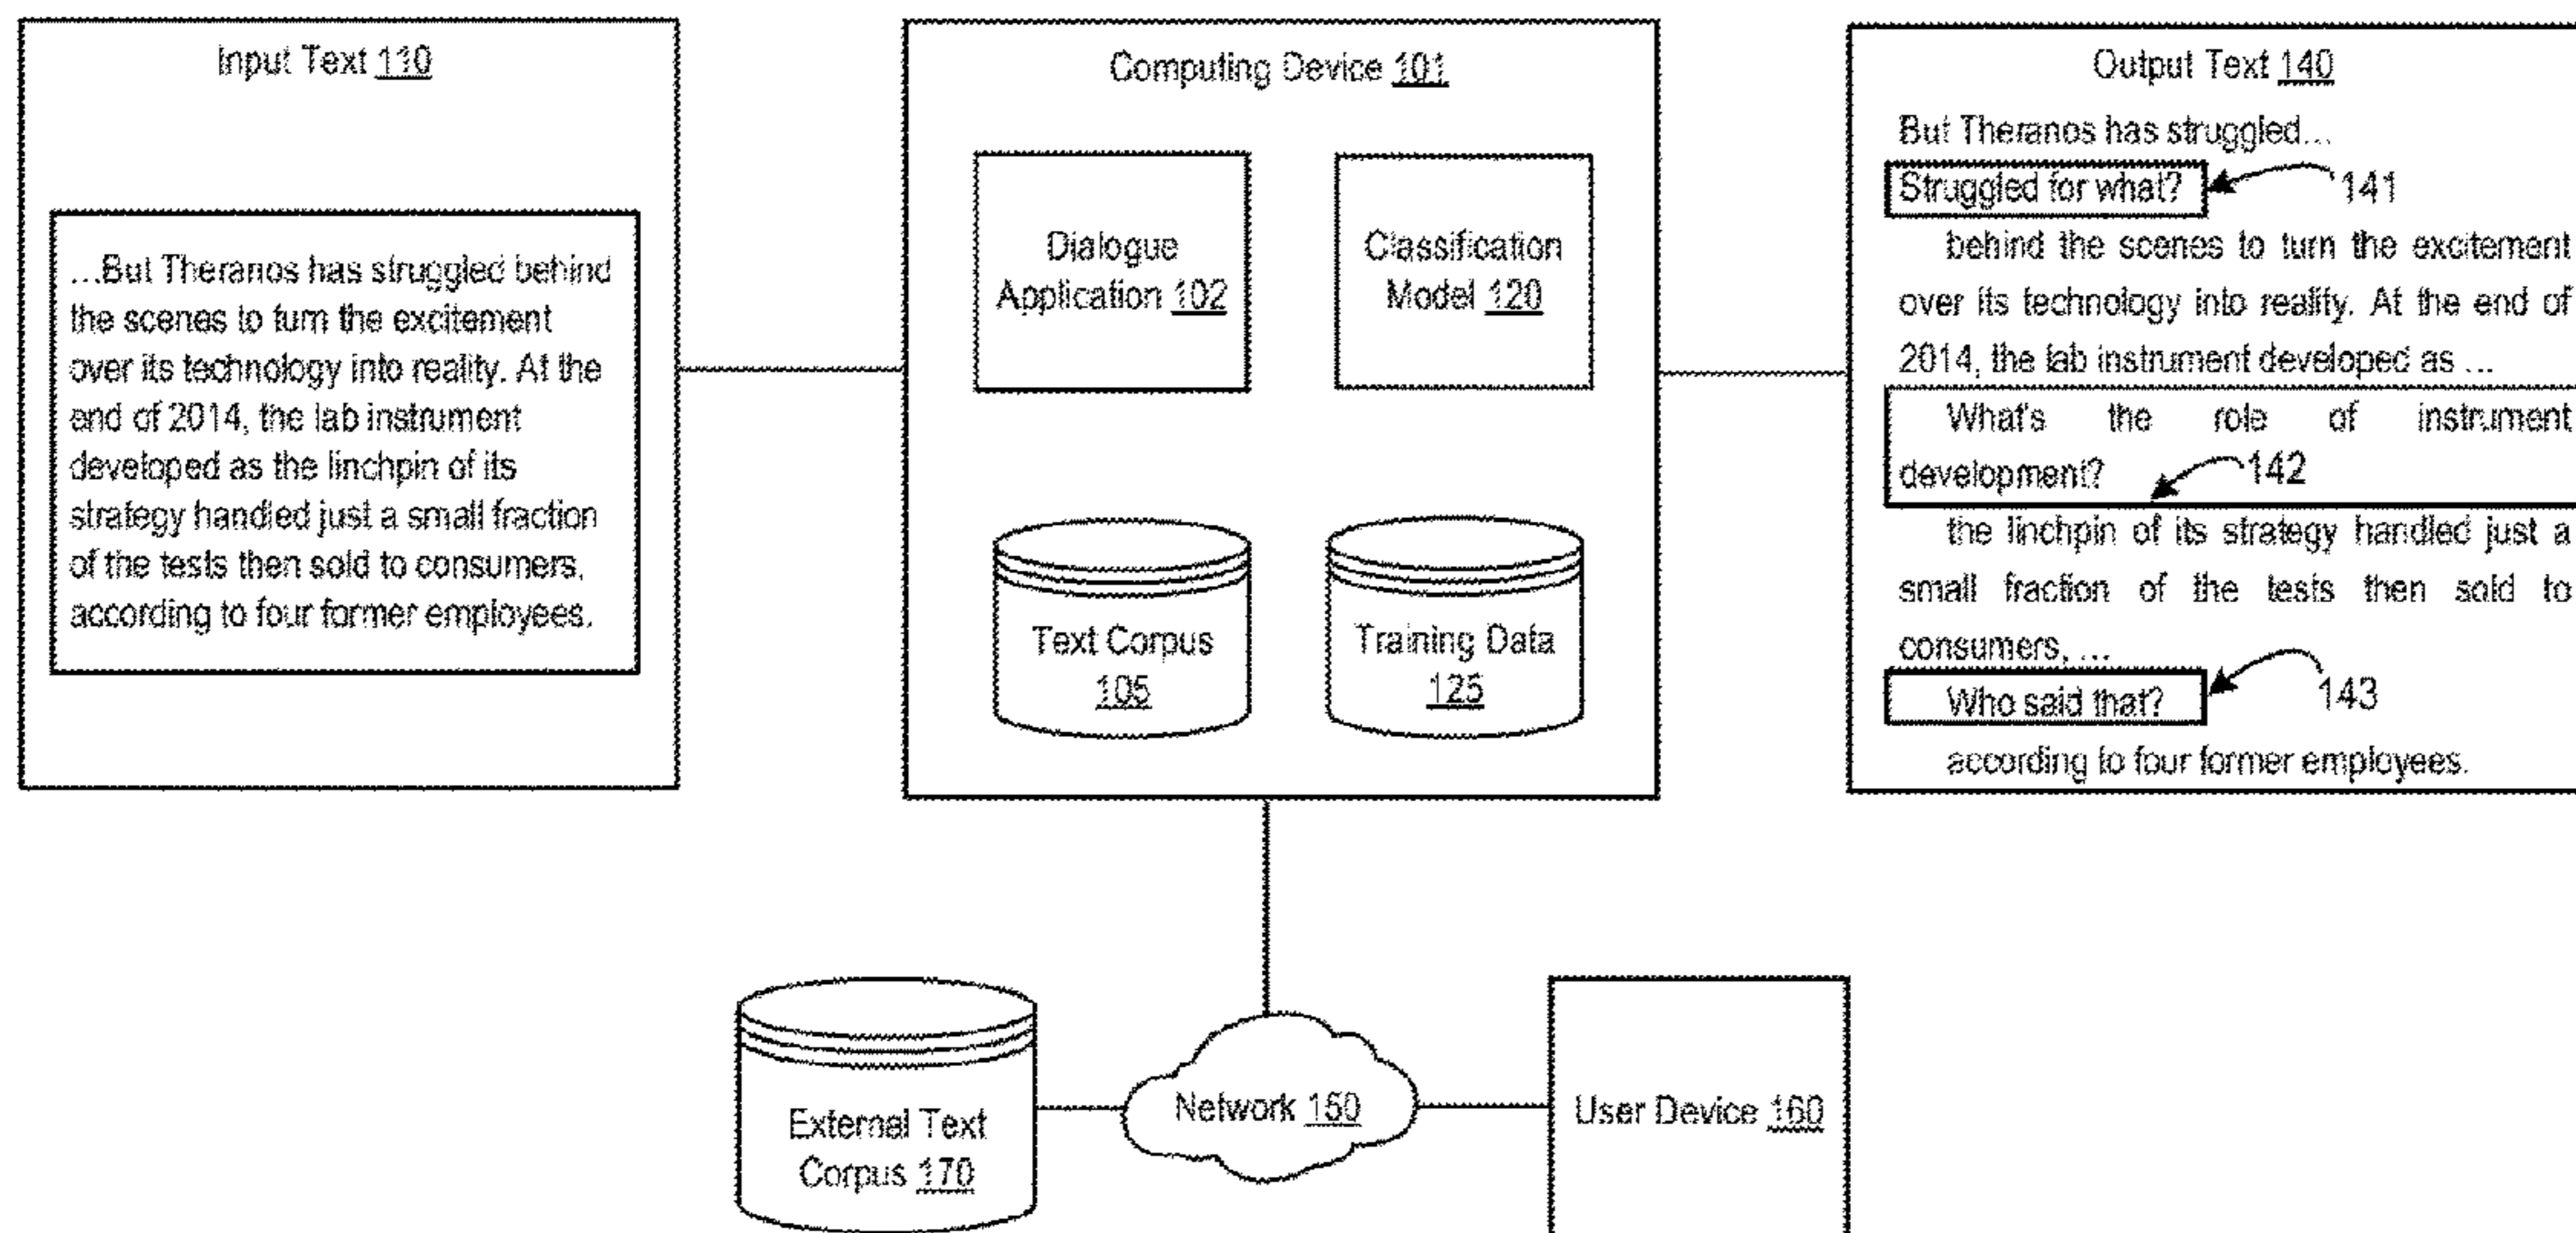 Input Text 110
...But Theranos has struggled behind
the scenes to turn the excitement
over its technology into reality. At the
end of 2014, the lab instrument
developed as the linchpin of its
strategy handled just a small fraction
of the tests then sold to consumers,
according to four former employees.
Computing Device 101
Dialogue
Application 102
Classification
Model 120
Text Corpus
105
Training Data
125
Output Text 140
But Theranos has struggled...
Struggled for what?
141
behind the scenes to turn the excitement
over its technology into reality. At the end of
2014, the lab instrument developed as ...
What's the role of instrument
development?
142
the linchpin of its strategy handled just a
small fraction of the tests then sold to
consumers, ...
Who said that?
143
according to four former employees.
External Text
Corpus 170
Network 150
User Device 160